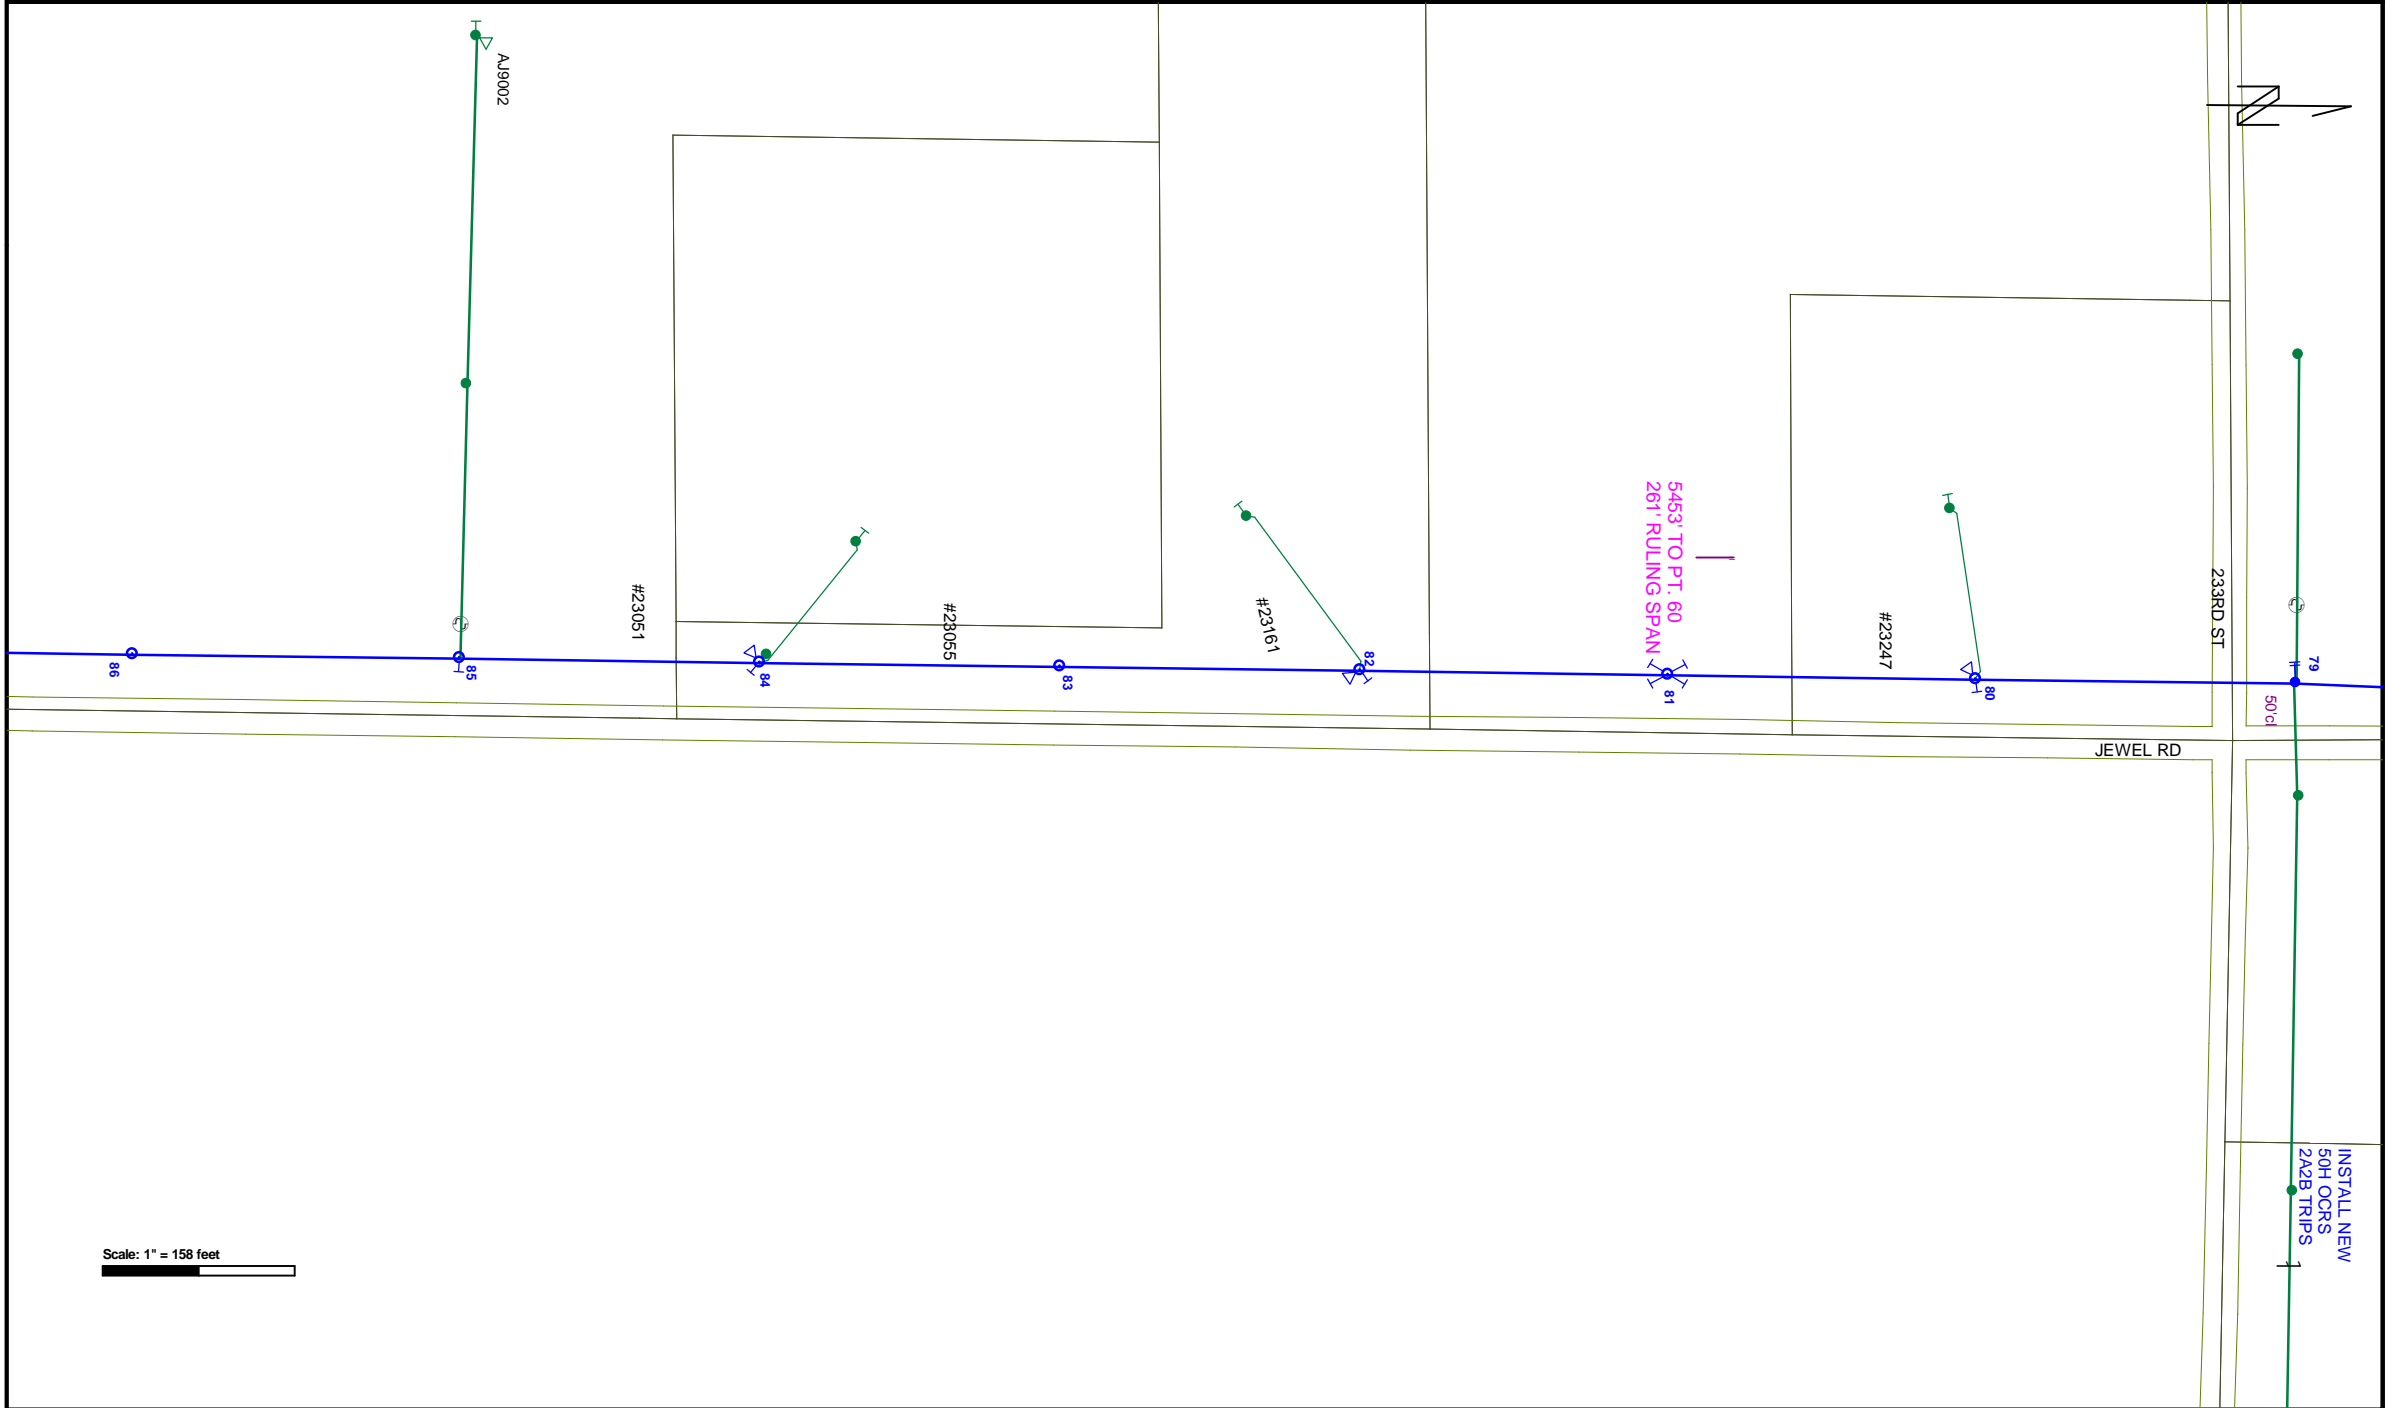 AJ9002
N
#23051
#23055
#23161
5453' TO PT. 60
261' RULING SPAN
#23247
233RD ST
79
50'cl
80
81
82
83
84
85
86
JEWEL RD
INSTALL NEW
50H OCRS
2A2B TRIPS
1
Scale: 1" = 158 feet